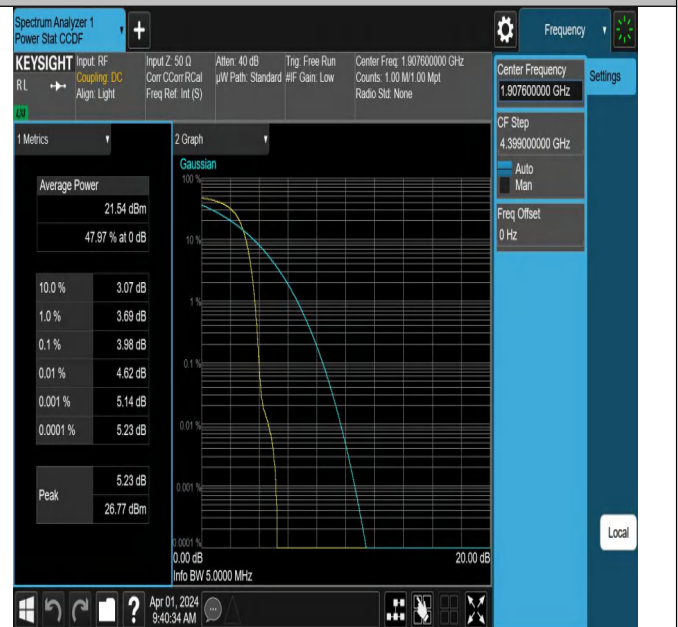 Spectrum Analyzer 1
Power Stat CCDF
Frequency
KEYSIGHT
RL
LXI
Input: RF
Coupling: DC
Align: Light
Input Z: 50 Ω
Corr CCorr RCal
Freq Ref: Int (S)
Atten: 40 dB
µW Path: Standard
Trig: Free Run
#IF Gain: Low
Center Freq: 1.907600000 GHz
Counts: 1.00 M/1.00 Mpt
Radio Std: None
Center Frequency
1.907600000 GHz
Settings
CF Step
4.399000000 GHz
Auto
Man
Freq Offset
0 Hz
1 Metrics
Average Power
21.54 dBm
47.97 % at 0 dB
10.0 % 3.07 dB
1.0 % 3.69 dB
0.1 % 3.98 dB
0.01 % 4.62 dB
0.001 % 5.14 dB
0.0001 % 5.23 dB
Peak
5.23 dB
26.77 dBm
2 Graph
Gaussian
100 %
10 %
1 %
0.1 %
0.01 %
0.001 %
0.0001 %
0.00 dB 20.00 dB
Info BW 5.0000 MHz
Local
?
Apr 01, 2024
9:40:34 AM